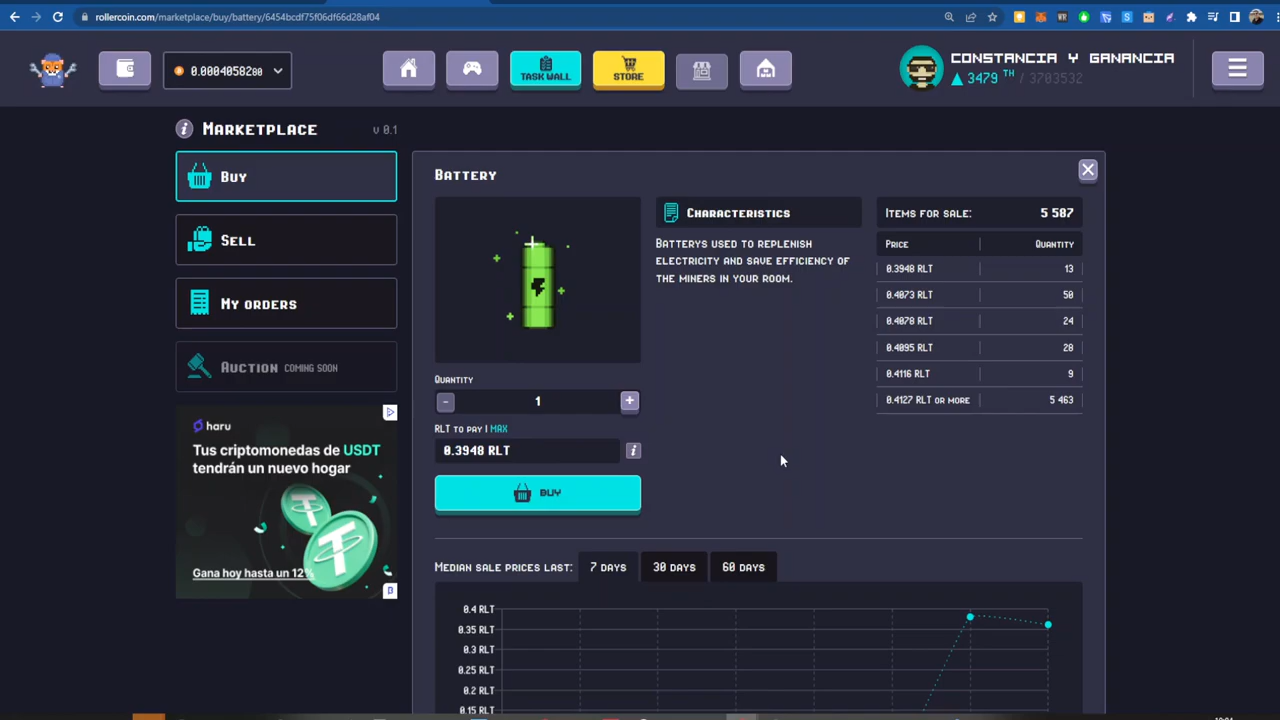 rollercoin.com/marketplace/buy/battery/6454bcdf75f06df66d28af04
0.0004058280
TASK WALL
STORE
CONSTANCIA Y GANANCIA
3479 TH / 3703532
MARKETPLACE
v 0.1
BUY
SELL
MY ORDERS
AUCTION COMING SOON
haru
Tus criptomonedas de USDT
tendrán un nuevo hogar
Gana hoy hasta un 12%
BATTERY
QUANTITY
1
RLT TO PAY | MAX
0.3948 RLT
BUY
CHARACTERISTICS
BATTERYS USED TO REPLENISH
ELECTRICITY AND SAVE EFFICIENCY OF
THE MINERS IN YOUR ROOM.
ITEMS FOR SALE: 5 587
PRICE QUANTITY
0.3948 RLT 13
0.4073 RLT 50
0.4078 RLT 24
0.4095 RLT 28
0.4116 RLT 9
0.4127 RLT OR MORE 5 463
MEDIAN SALE PRICES LAST: 7 DAYS 30 DAYS 60 DAYS
0.4 RLT
0.35 RLT
0.3 RLT
0.25 RLT
0.2 RLT
0.15 RLT